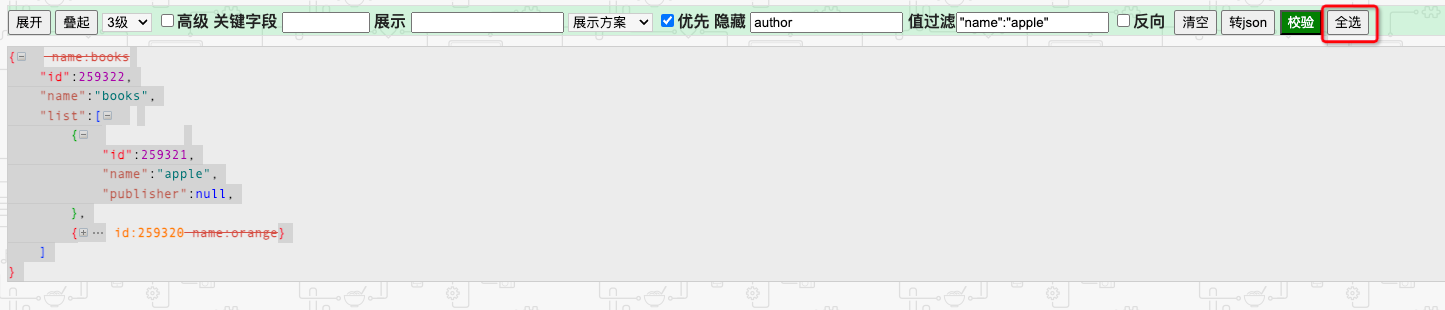 展开 叠起 3级 高级 关键字段 展示 展示方案 优先 隐藏 author 值过滤 "name":"apple" 反向 清空 转json 校验 全选
{ name:books
"id":259322,
"name":"books",
"list":[
{
"id":259321,
"name":"apple",
"publisher":null,
},
{ ··· id:259320 name:orange}
]
}